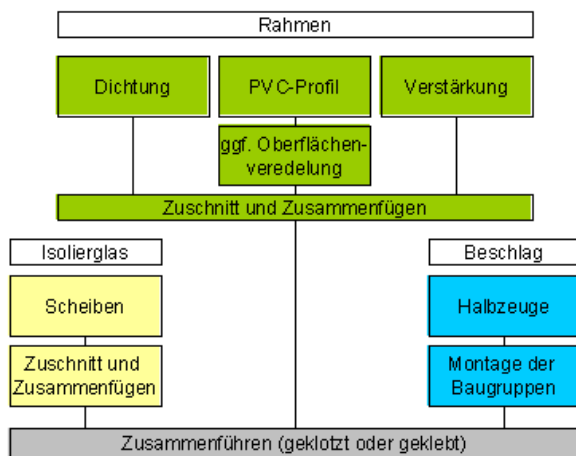 Rahmen
Dichtung
PVC-Profil
Verstärkung
ggf. Oberflächen-
veredelung
Zuschnitt und Zusammenfügen
Isolierglas
Beschlag
Scheiben
Halbzeuge
Zuschnitt und
Zusammenfügen
Montage der
Baugruppen
Zusammenführen (geklotzt oder geklebt)